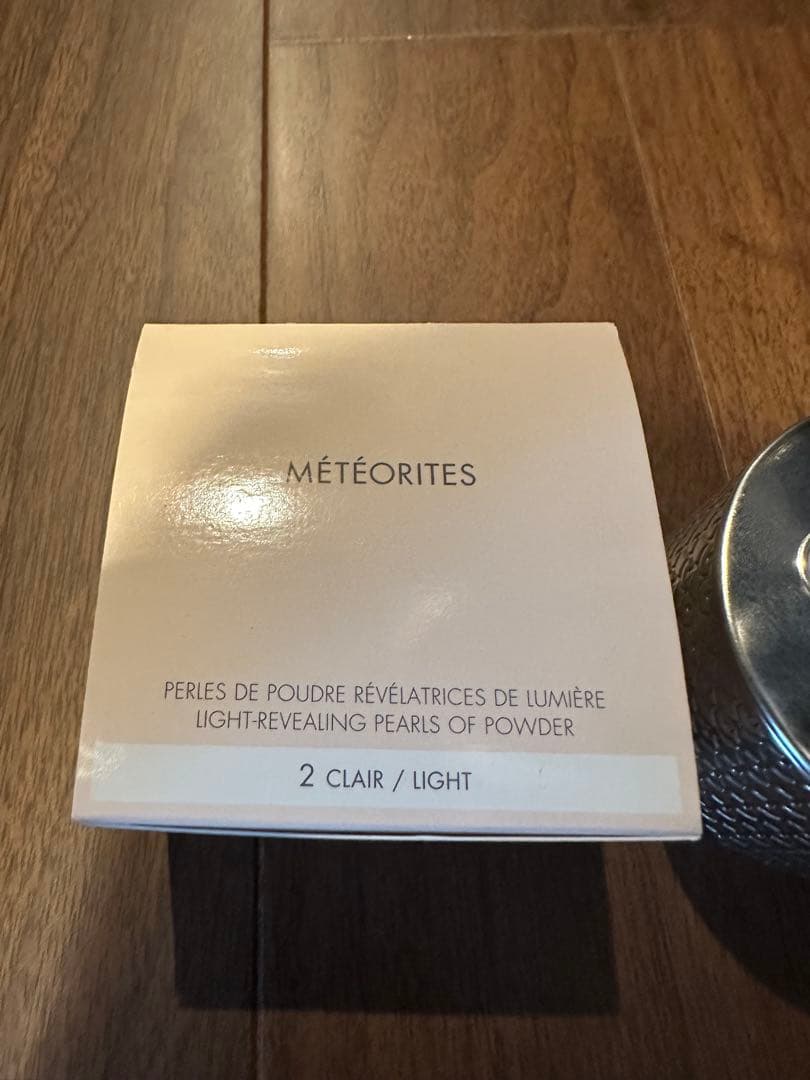 MÉTÉORITES
PERLES DE POUDRE RÉVÉLATRICES DE LUMIÈRE
LIGHT-REVEALING PEARLS OF POWDER
2 CLAIR / LIGHT